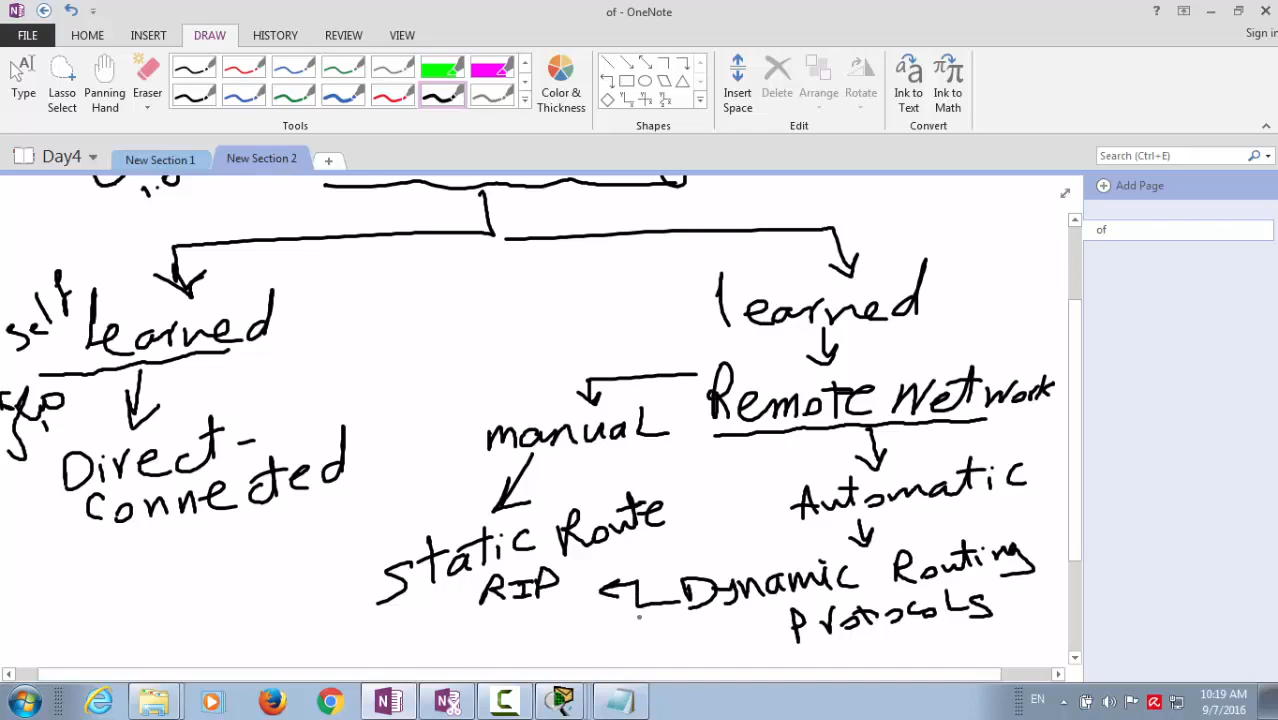 of - OneNote
?
Sign in
FILE
HOME
INSERT
DRAW
HISTORY
REVIEW
VIEW
Type
Lasso Select
Panning Hand
Eraser
Color & Thickness
Insert Space
Delete
Arrange
Rotate
Ink to Text
Ink to Math
Tools
Shapes
Edit
Convert
Day4
New Section 1
New Section 2
Search (Ctrl+E)
Add Page
of
self Learned
learned
Remote Network
manual
Direct-
connected
Automatic
Static Route
Dynamic Routing
RIP
Protocols
EN
10:19 AM
9/7/2016